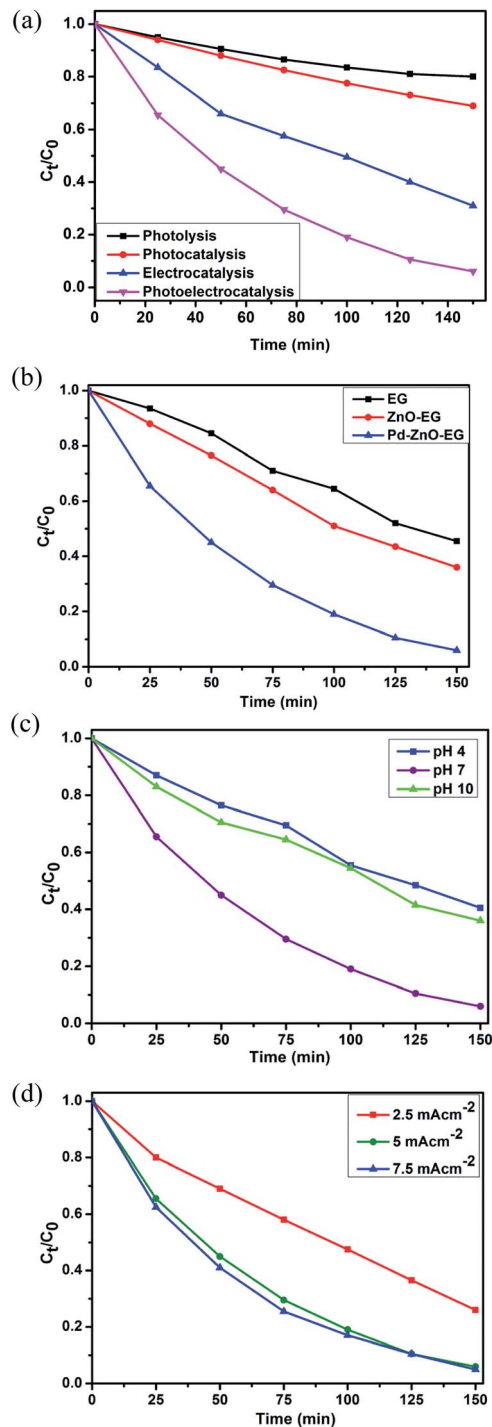 (a)
1.0
0.8
0.6
0.4
0.2
0.0
Ct/C0
Photolysis
Photocatalysis
Electrocatalysis
Photoelectrocatalysis
0 20 40 60 80 100 120 140
Time (min)
(b)
1.0
0.8
0.6
0.4
0.2
0.0
Ct/C0
EG
ZnO-EG
Pd-ZnO-EG
0 25 50 75 100 125 150
Time (min)
(c)
1.0
0.8
0.6
0.4
0.2
0.0
Ct/C0
pH 4
pH 7
pH 10
0 25 50 75 100 125 150
Time (min)
(d)
1.0
0.8
0.6
0.4
0.2
0.0
Ct/C0
2.5 mAcm-2
5 mAcm-2
7.5 mAcm-2
0 25 50 75 100 125 150
Time (min)